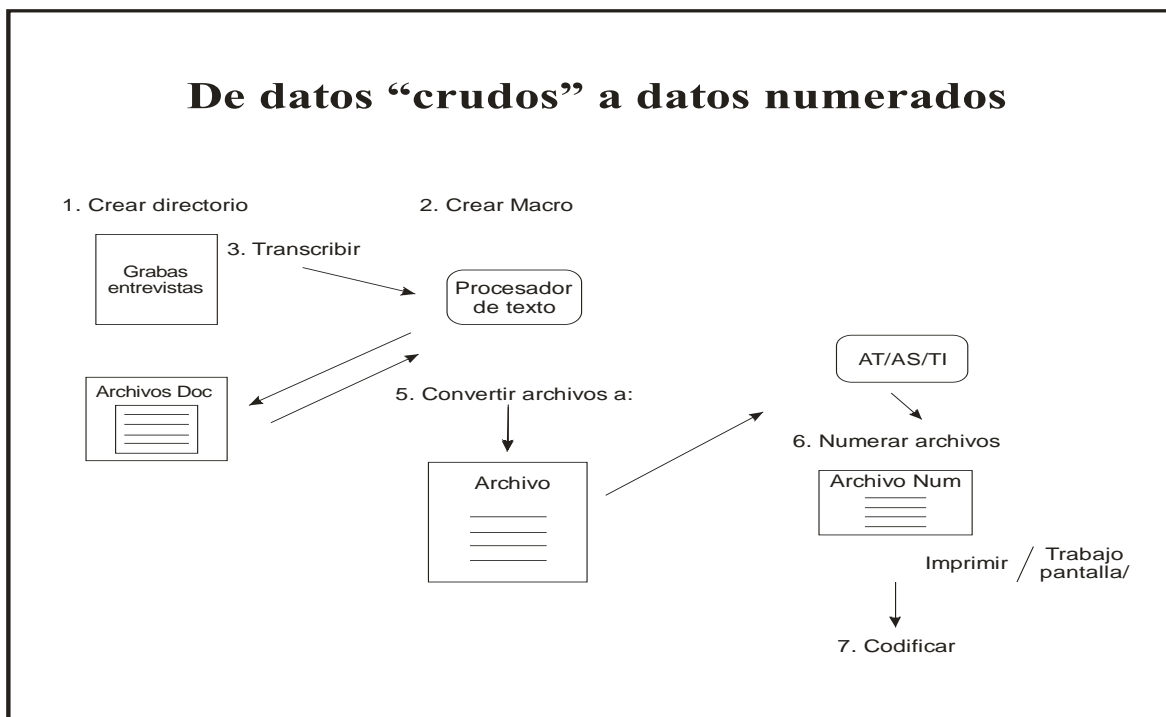 De datos “crudos” a datos numerados
1. Crear directorio
2. Crear Macro
3. Transcribir
Grabas
entrevistas
Procesador
de texto
AT/AS/TI
Archivos Doc
5. Convertir archivos a:
6. Numerar archivos
Archivo
Archivo Num
Imprimir / Trabajo
pantalla/
7. Codificar